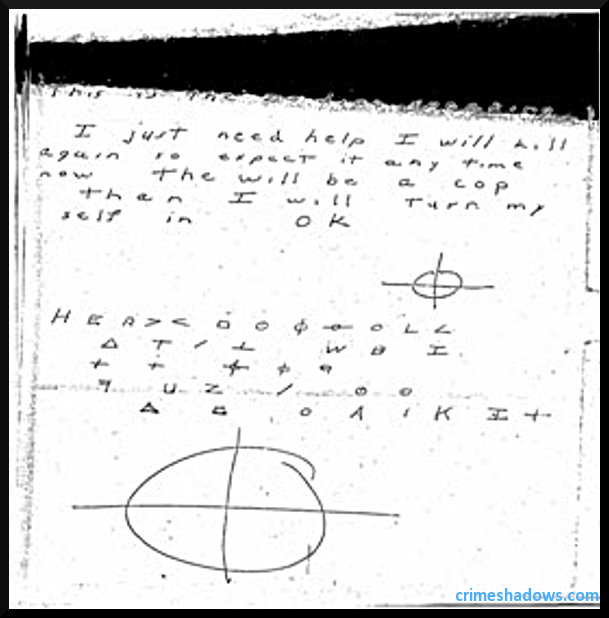 This is the
I just need help I will kill
again so expect it any time
now the will be a cop
then I will turn my
self in OK
H E A > < O ϕ O L <
Δ T / ⊥ W B I
+ +
U Z / O O
Δ O Λ I K I +
crimeshadows.com